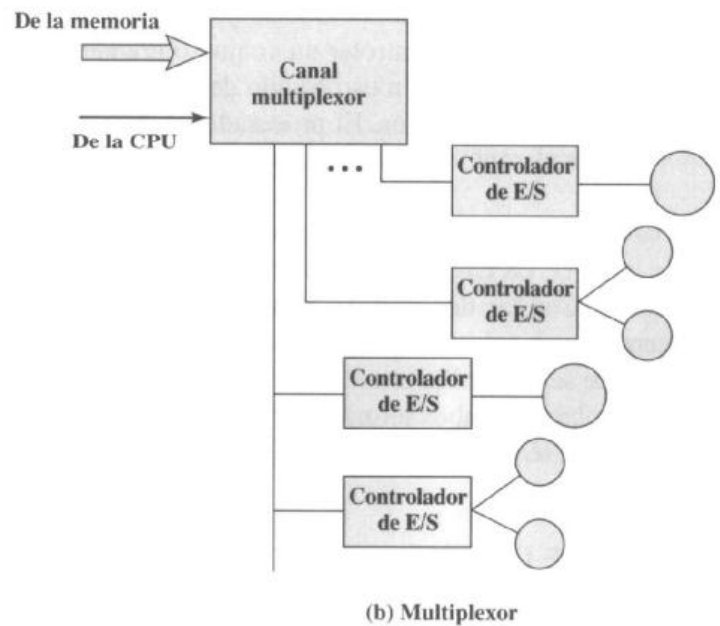 De la memoria
Canal
multiplexor
De la CPU
Controlador
de E/S
Controlador
de E/S
Controlador
de E/S
Controlador
de E/S
(b) Multiplexor